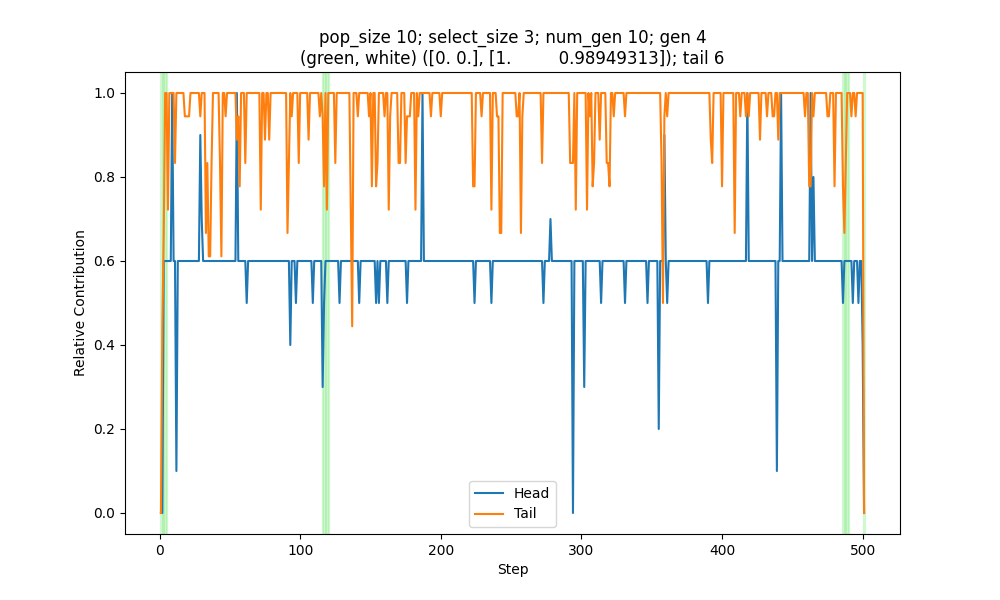 pop_size 10; select_size 3; num_gen 10; gen 4
(green, white) ([0. 0.], [1.         0.98949313]); tail 6
Relative Contribution
1.0
0.8
0.6
0.4
0.2
0.0
Head
Tail
0 100 200 300 400 500
Step